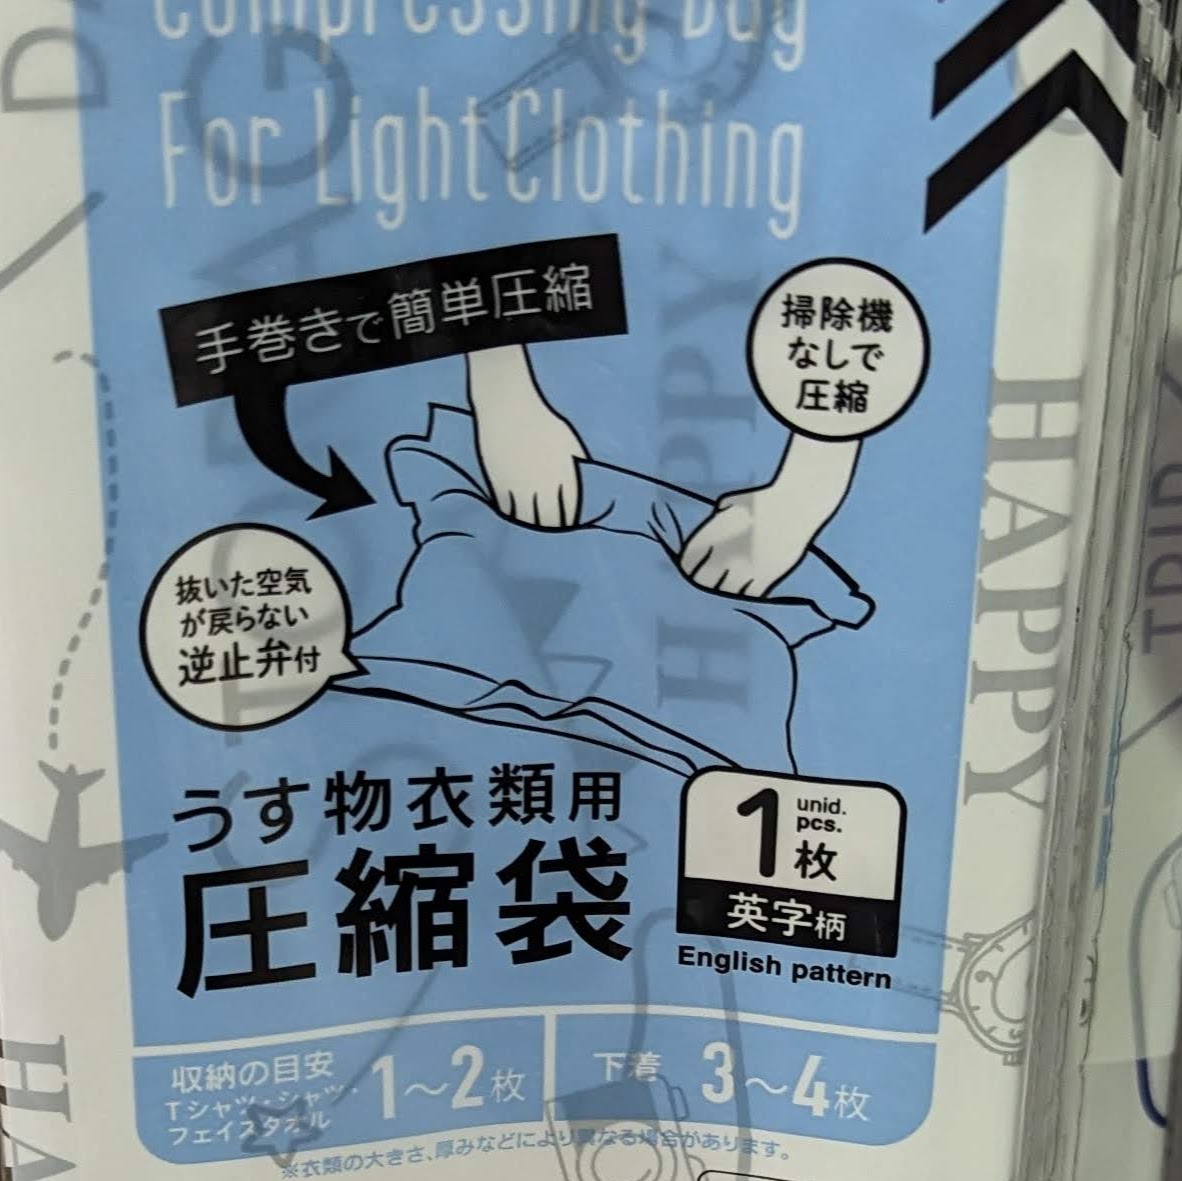 Compressing Bag
For Light Clothing
手巻きで簡単圧縮
掃除機
なしで
圧縮
抜いた空気
が戻らない
逆止弁付
うす物衣類用
圧縮袋
1 unid.
pcs.
枚
英字柄
English pattern
収納の目安
Tシャツ・シャツ・
フェイスタオル
1～2枚
下着 3～4枚
※衣類の大きさ、厚みなどにより異なる場合があります。
HAPPY
HAPPY